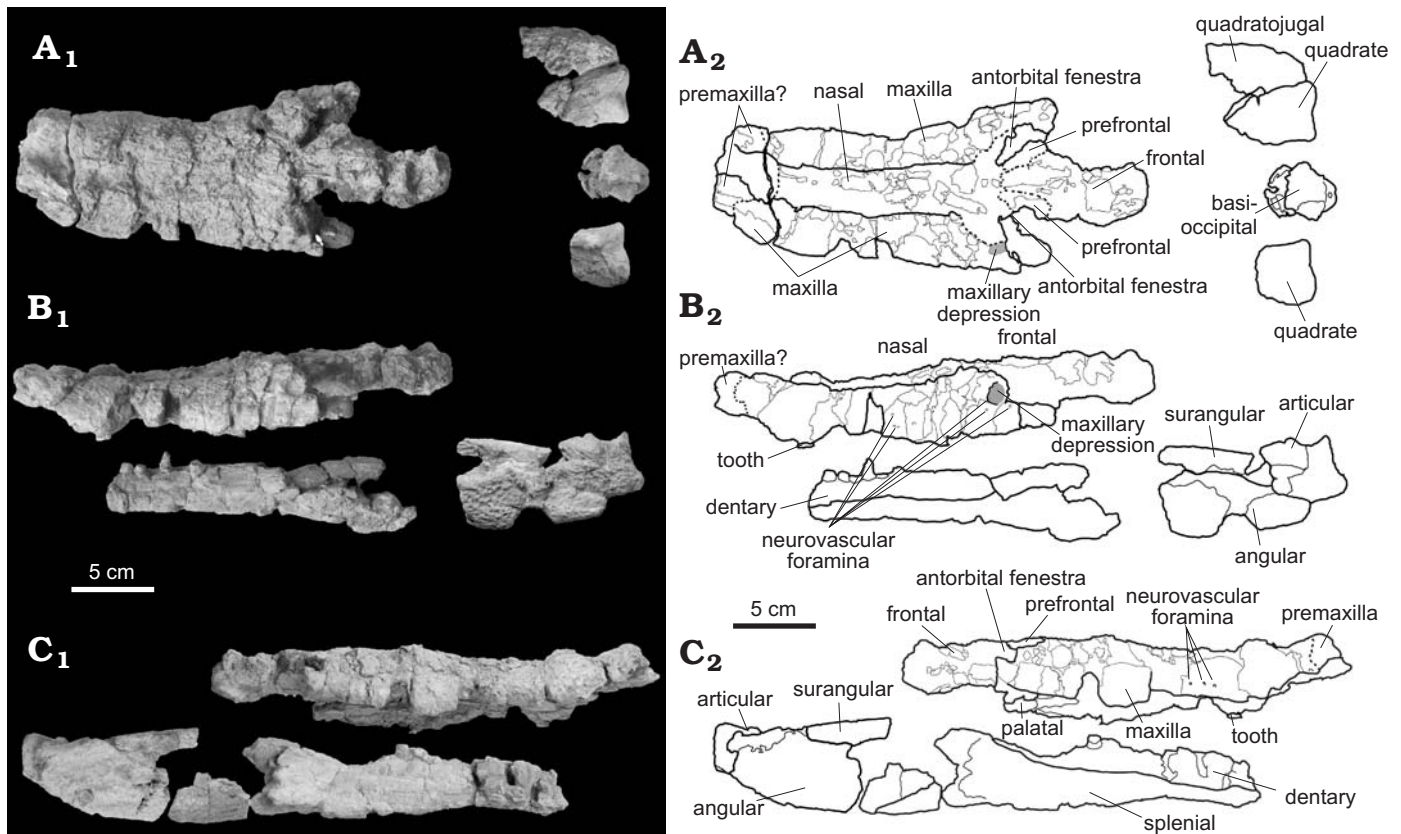 A1
A2
quadratojugal
quadrate
antorbital fenestra
maxilla
nasal
premaxilla?
prefrontal
frontal
basi-
occipital
prefrontal
maxilla
maxillary
depression
antorbital fenestra
quadrate
B1
B2
frontal
nasal
premaxilla?
articular
surangular
maxillary
depression
tooth
dentary
neurovascular
foramina
angular
5 cm
5 cm
C1
C2
antorbital fenestra
prefrontal
neurovascular
foramina
premaxilla
frontal
articular
surangular
palatal
maxilla
tooth
angular
dentary
splenial